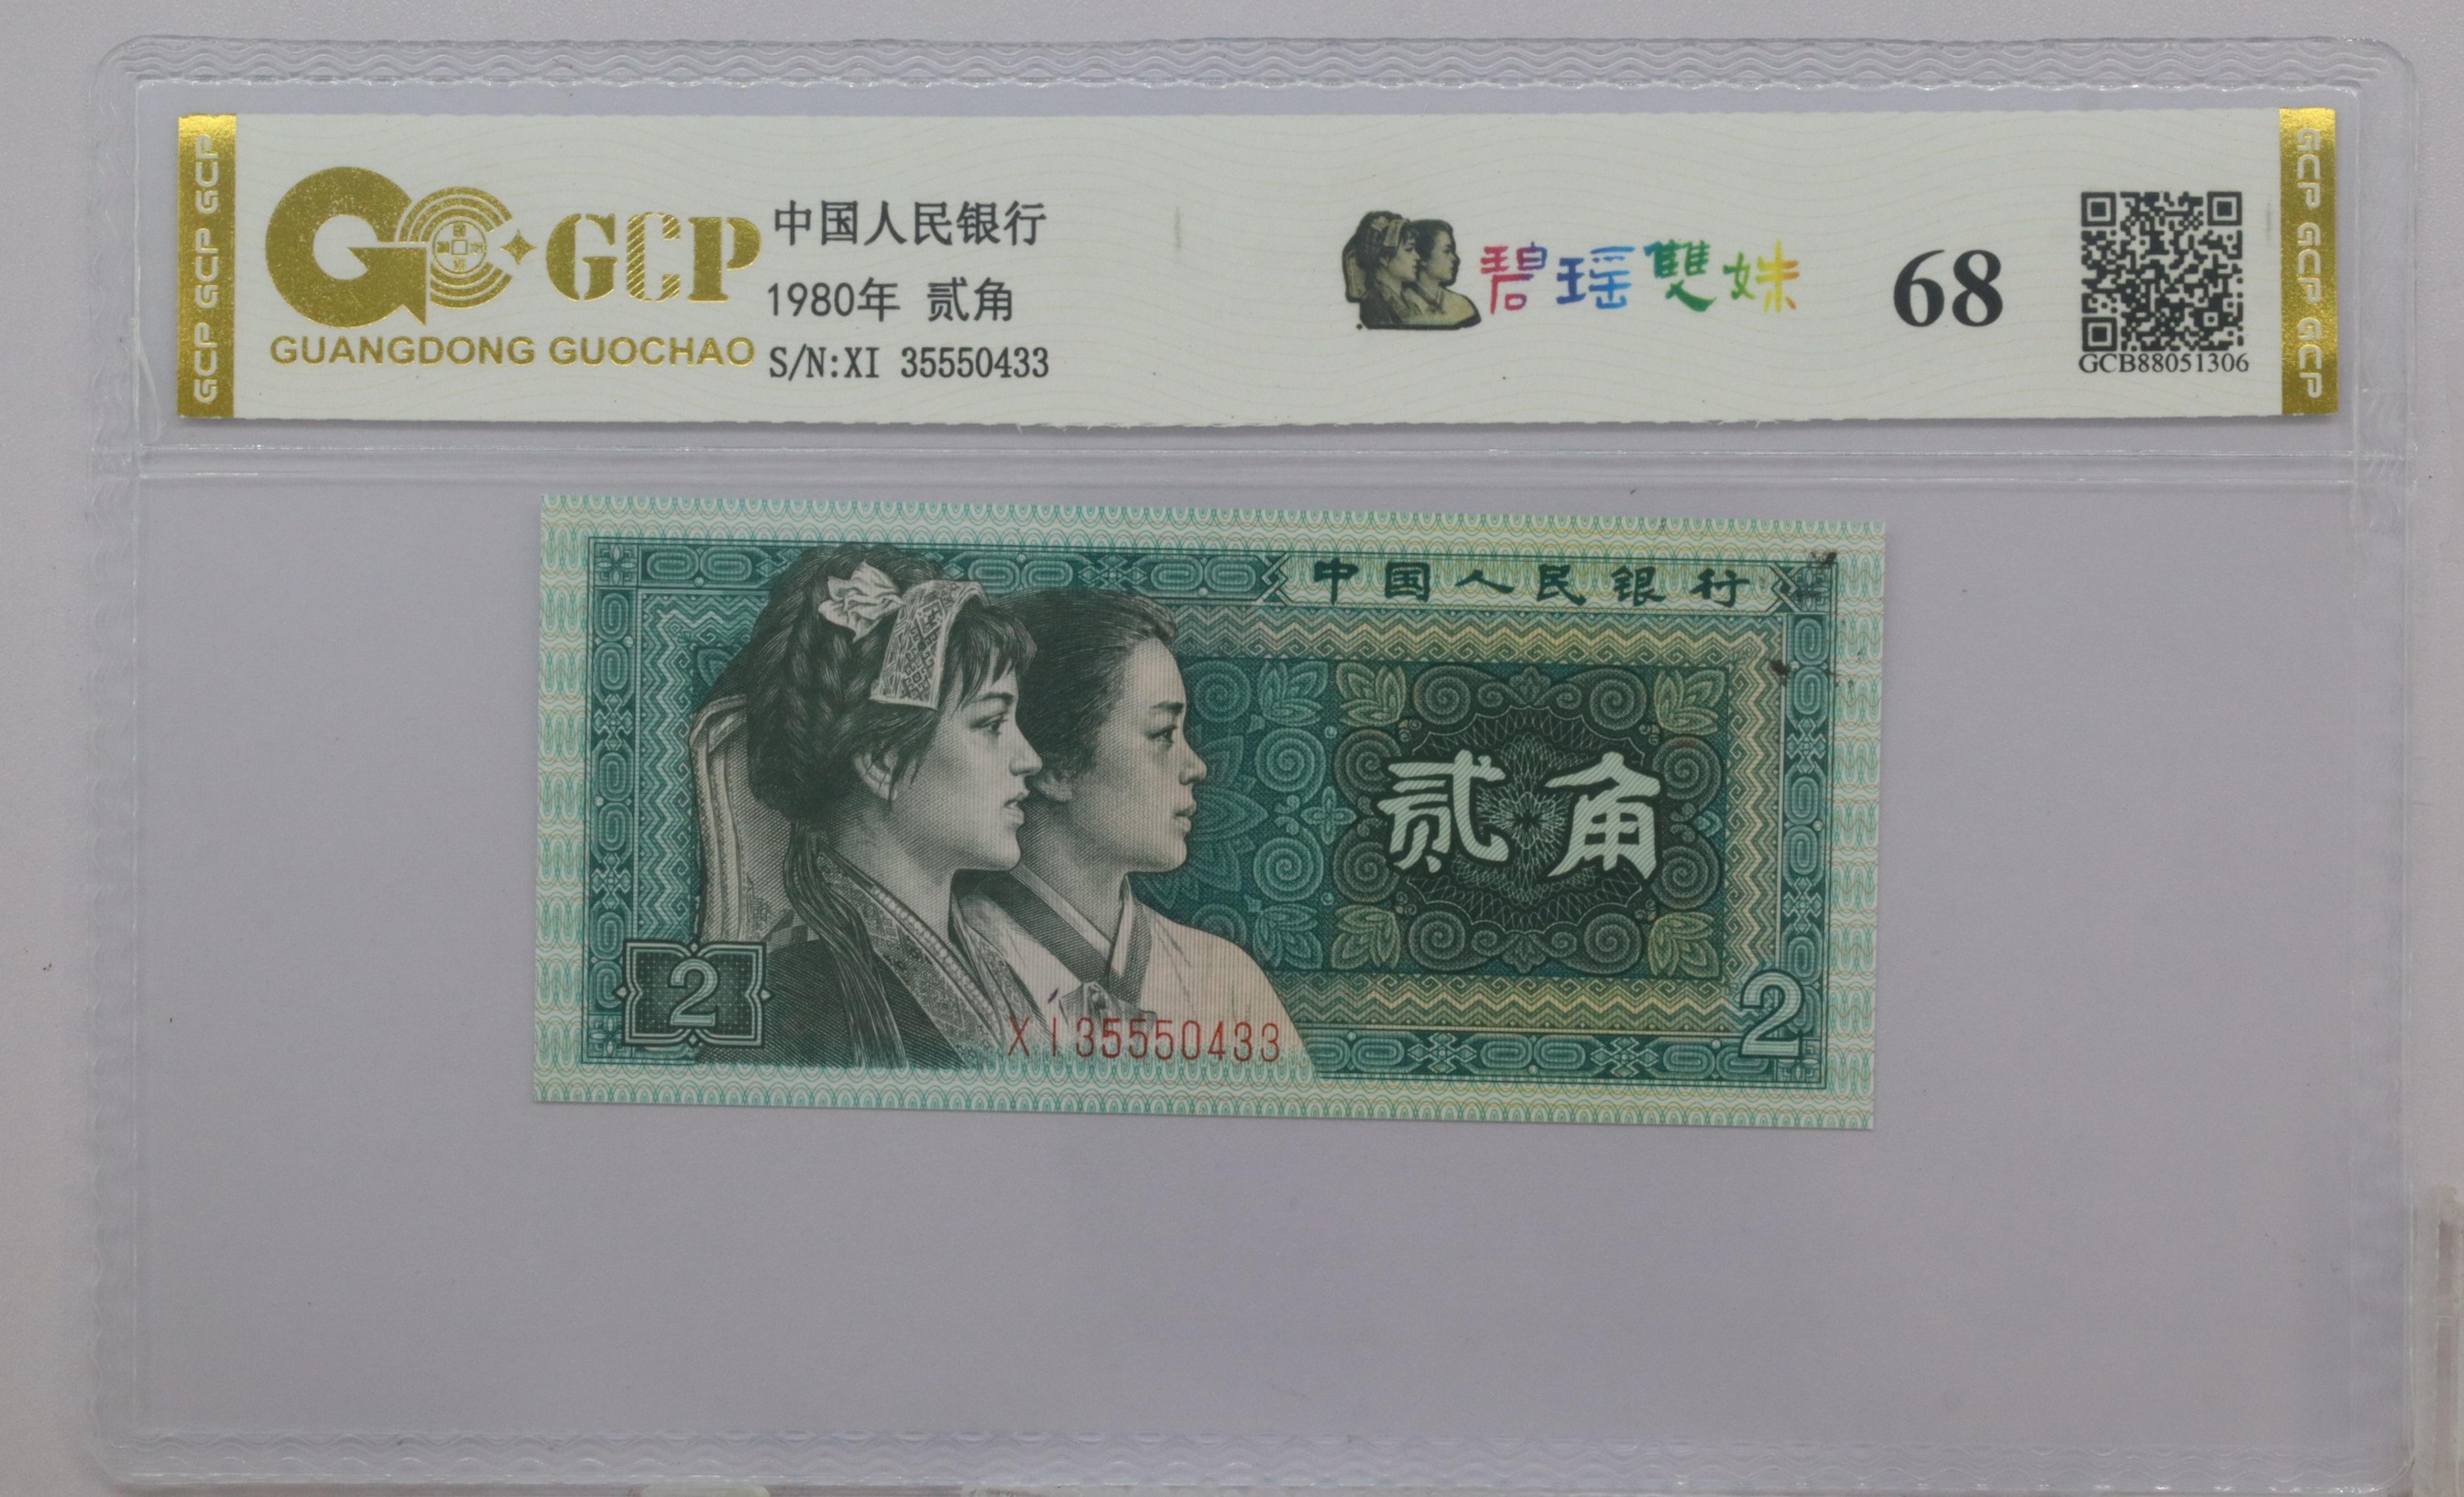 GCP GCP GCP
GCP
GUANGDONG GUOCHAO
中国人民银行
1980年 贰角
S/N:XI 35550433
碧瑶雙姝
68
GCB88051306
GCP GCP GCP
中国人民银行
贰角
2
XI35550433
2